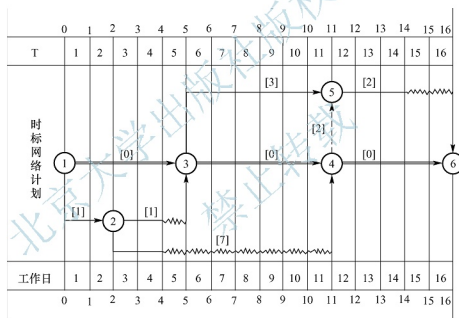 0 1 2 3 4 5 6 7 8 9 10 11 12 13 14 15 16
T 1 2 3 4 5 6 7 8 9 10 11 12 13 14 15 16
[3] 5 [2]
时标网络计划
[2]
1 [0] 3 [0] 4 [0] 6
[1] 2 [1]
[7]
工作日 1 2 3 4 5 6 7 8 9 10 11 12 13 14 15 16
0 1 2 3 4 5 6 7 8 9 10 11 12 13 14 15 16
北京大学出版社版权
禁止转载